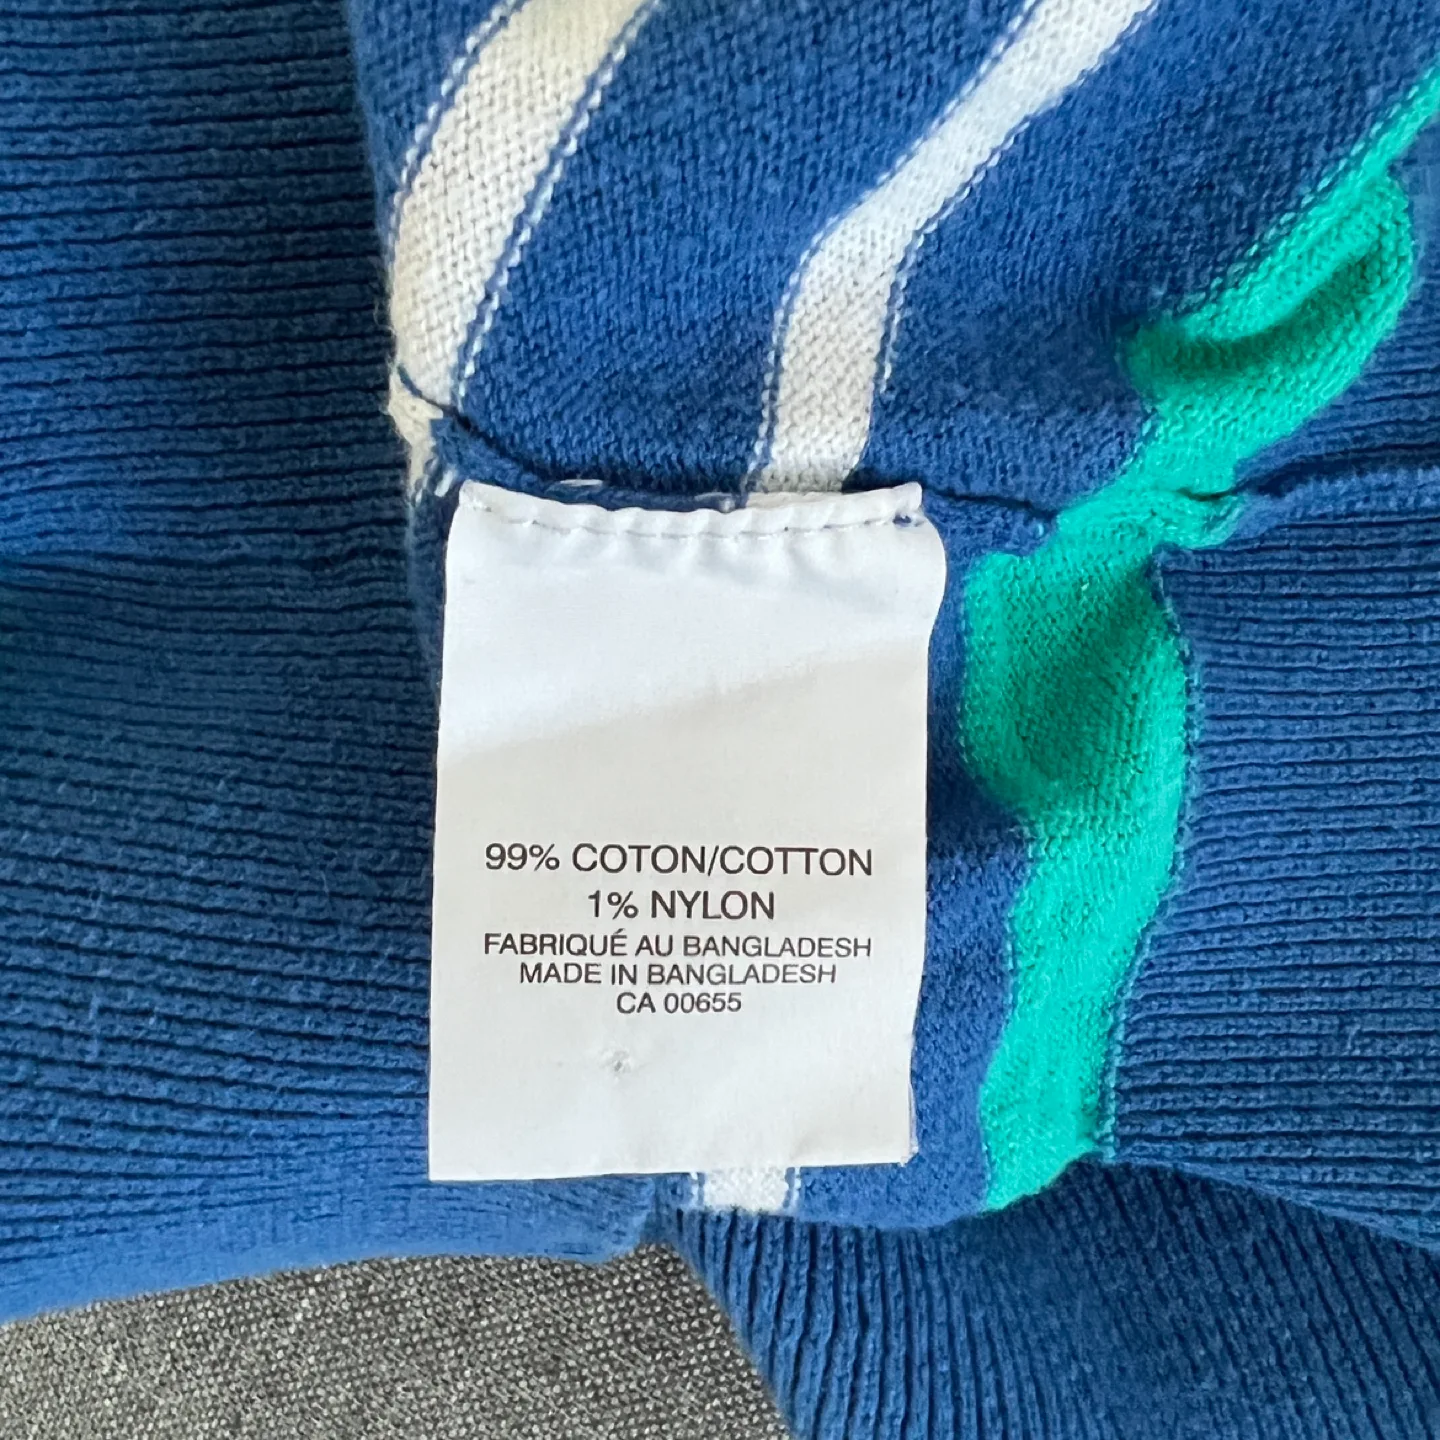 99% COTON/COTTON
1% NYLON
FABRIQUÉ AU BANGLADESH
MADE IN BANGLADESH
CA 00655